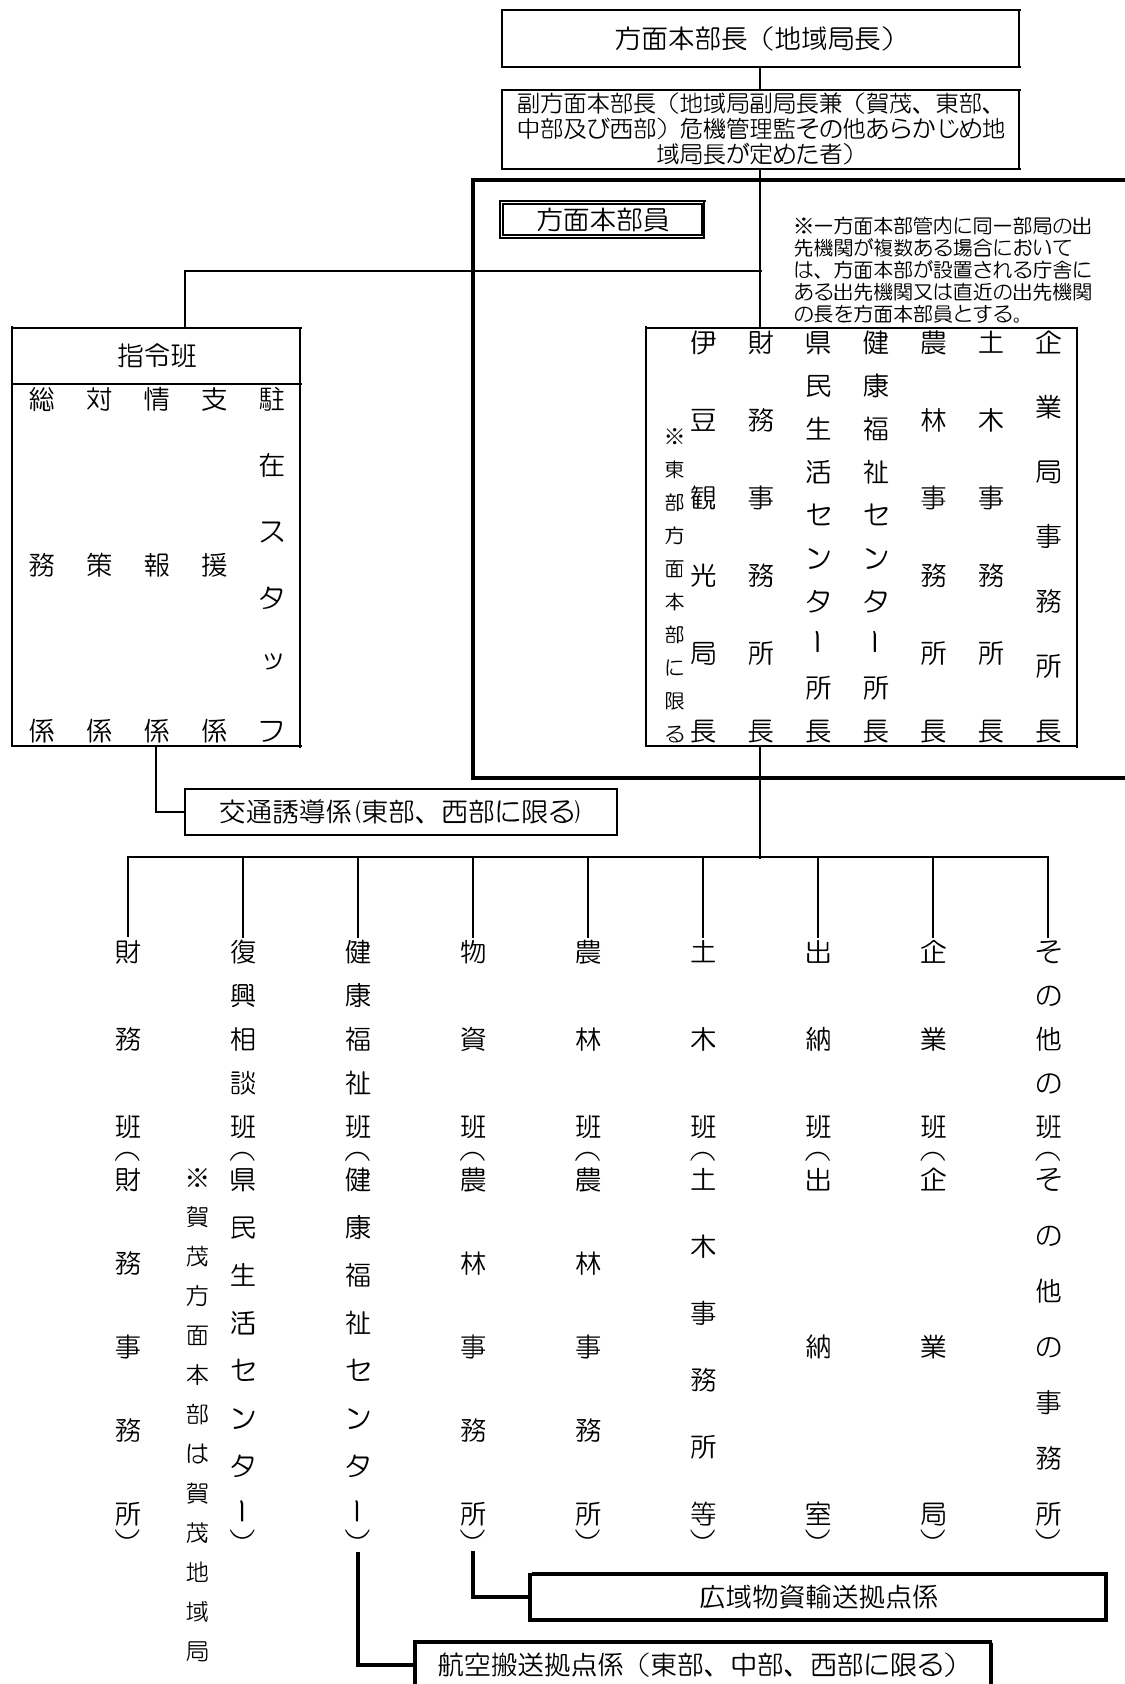 方面本部長（地域局長）
副方面本部長（地域局副局長兼（賀茂、東部、
中部及び西部）危機管理監その他あらかじめ地
域局長が定めた者）
方面本部員
※一方面本部管内に同一部局の出
先機関が複数ある場合において
は、方面本部が設置される庁舎に
ある出先機関又は直近の出先機関
の長を方面本部員とする。
指令班
総務係
対策係
情報係
支援係
駐在スタッフ
※東部方面本部に限る
伊豆観光局長
財務事務所長
県民生活センター所長
健康福祉センター所長
農林事務所長
土木事務所長
企業局事務所長
交通誘導係(東部、西部に限る)
財務班（財務事務所）
※賀茂方面本部は賀茂地域局
復興相談班（県民生活センター）
健康福祉班（健康福祉センター）
物資班（農林事務所）
農林班（農林事務所）
土木班（土木事務所等）
出納班（出納室）
企業班（企業局）
その他の班（その他の事務所）
広域物資輸送拠点係
航空搬送拠点係（東部、中部、西部に限る）